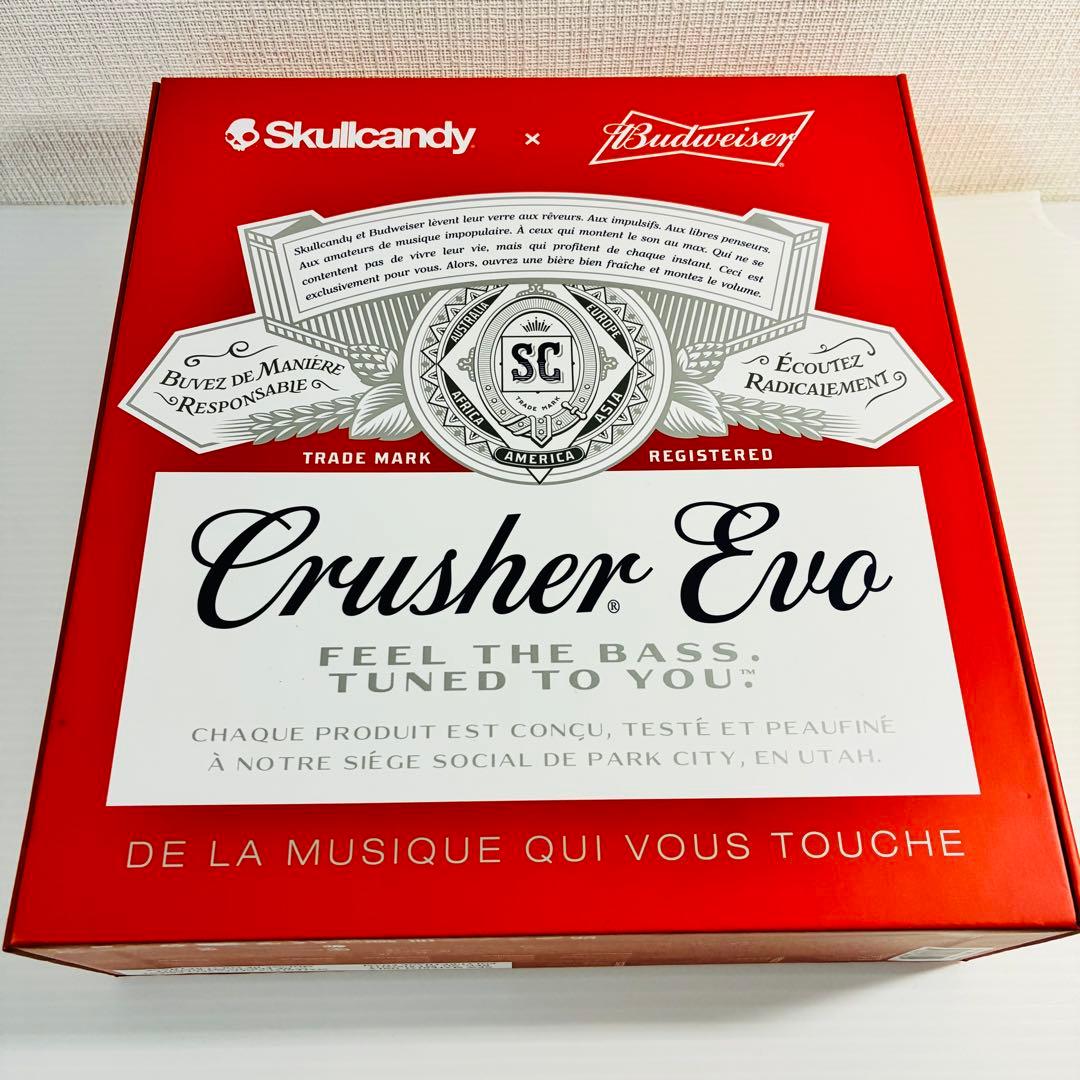 Skullcandy × Budweiser
Skullcandy et Budweiser lèvent leur verre aux rêveurs. Aux impulsifs. Aux libres penseurs.
Aux amateurs de musique impopulaire. À ceux qui montent le son au max. Qui ne se
contentent pas de vivre leur vie, mais qui profitent de chaque instant. Ceci est
exclusivement pour vous. Alors, ouvrez une bière bien fraîche et montez le volume.
BUVEZ DE MANIÉRE
RESPONSABLE
AUSTRALIA
EUROPE
SC
TRADE MARK
AFRICA
ASIA
AMERICA
ÉCOUTEZ
RADICALEMENT
TRADE MARK
REGISTERED
Crusher® Evo
FEEL THE BASS.
TUNED TO YOU.™
CHAQUE PRODUIT EST CONÇU, TESTÉ ET PEAUFINÉ
À NOTRE SIÉGE SOCIAL DE PARK CITY, EN UTAH.
DE LA MUSIQUE QUI VOUS TOUCHE